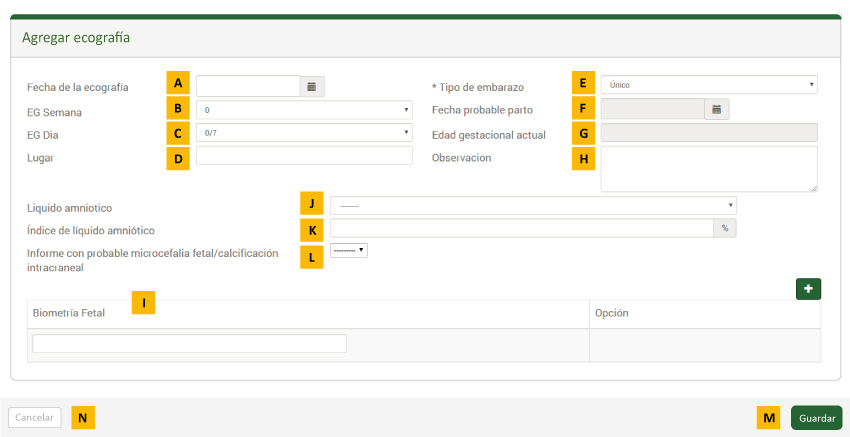 Agregar ecografía
Fecha de la ecografía A
* Tipo de embarazo E Único
EG Semana B 0
Fecha probable parto F
EG Dia C 0/7
Edad gestacional actual G
Lugar D
Observacion H
Liquido amniotico J -------
Índice de líquido amniótico K %
Informe con probable microcefalia fetal/calcificación
intracraneal L ---------
+
Biometría Fetal I Opción
Cancelar N M Guardar